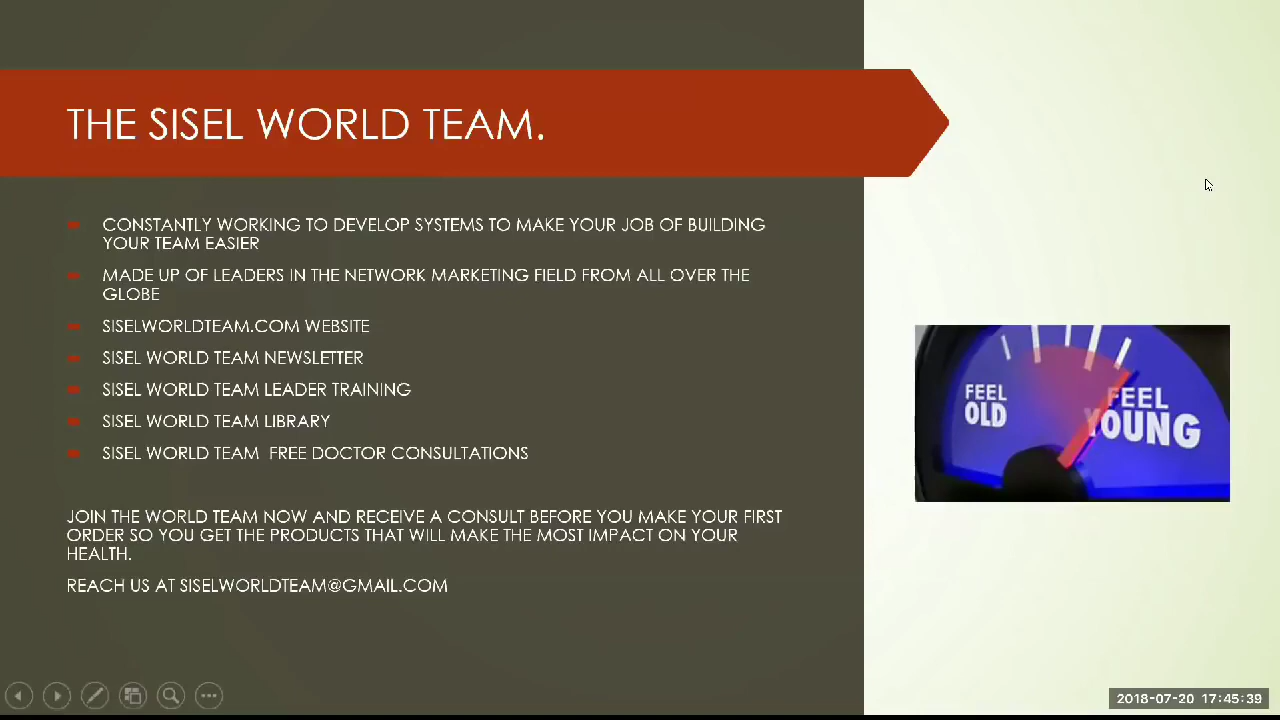 THE SISEL WORLD TEAM.
CONSTANTLY WORKING TO DEVELOP SYSTEMS TO MAKE YOUR JOB OF BUILDING
YOUR TEAM EASIER
MADE UP OF LEADERS IN THE NETWORK MARKETING FIELD FROM ALL OVER THE
GLOBE
SISELWORLDTEAM.COM WEBSITE
SISEL WORLD TEAM NEWSLETTER
SISEL WORLD TEAM LEADER TRAINING
SISEL WORLD TEAM LIBRARY
SISEL WORLD TEAM  FREE DOCTOR CONSULTATIONS
JOIN THE WORLD TEAM NOW AND RECEIVE A CONSULT BEFORE YOU MAKE YOUR FIRST
ORDER SO YOU GET THE PRODUCTS THAT WILL MAKE THE MOST IMPACT ON YOUR
HEALTH.
REACH US AT SISELWORLDTEAM@GMAIL.COM
FEEL
OLD
FEEL
YOUNG
2018-07-20 17:45:39